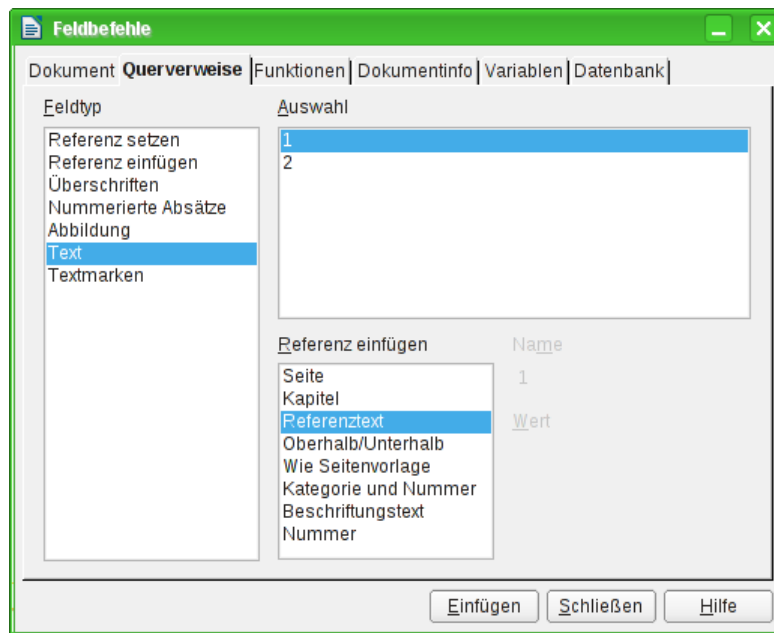 Feldbefehle
Dokument Querverweise Funktionen Dokumentinfo Variablen Datenbank
Feldtyp
Referenz setzen
Referenz einfügen
Überschriften
Nummerierte Absätze
Abbildung
Text
Textmarken
Auswahl
1
2
Referenz einfügen
Seite
Kapitel
Referenztext
Oberhalb/Unterhalb
Wie Seitenvorlage
Kategorie und Nummer
Beschriftungstext
Nummer
Name
1
Wert
Einfügen Schließen Hilfe